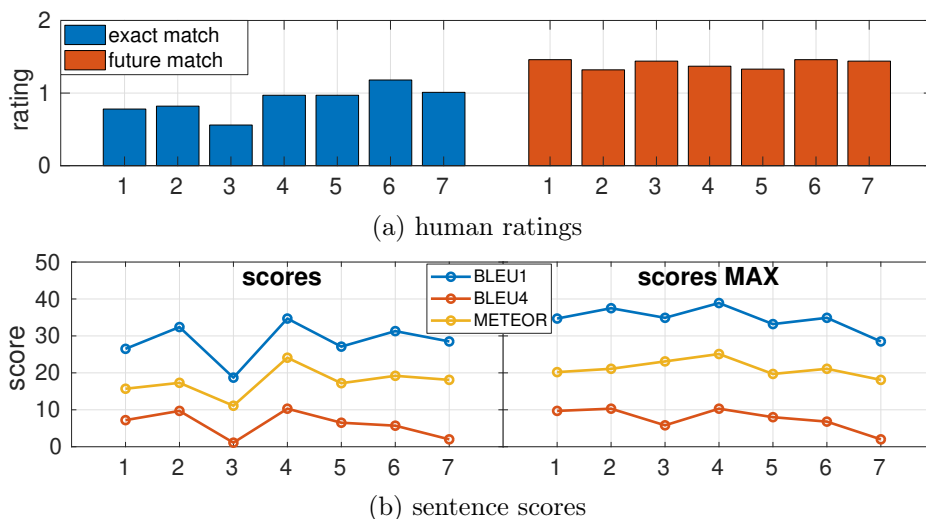 2
exact match
future match
rating
1
0
1 2 3 4 5 6 7 1 2 3 4 5 6 7
(a) human ratings
50
scores
BLEU1
BLEU4
METEOR
scores MAX
40
30
score
20
10
0
1 2 3 4 5 6 7 1 2 3 4 5 6 7
(b) sentence scores